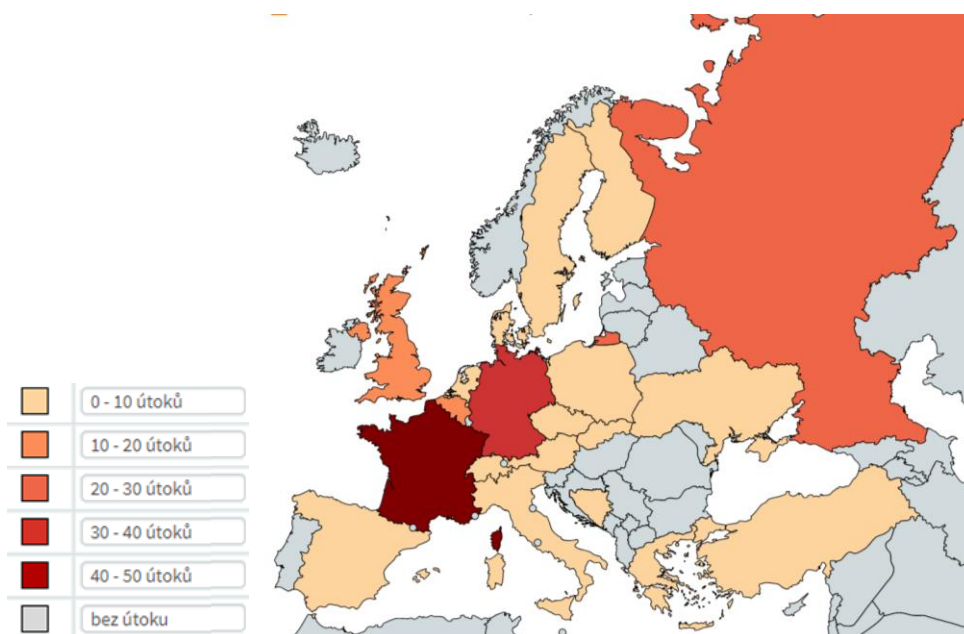 0 - 10 útoků
10 - 20 útoků
20 - 30 útoků
30 - 40 útoků
40 - 50 útoků
bez útoku